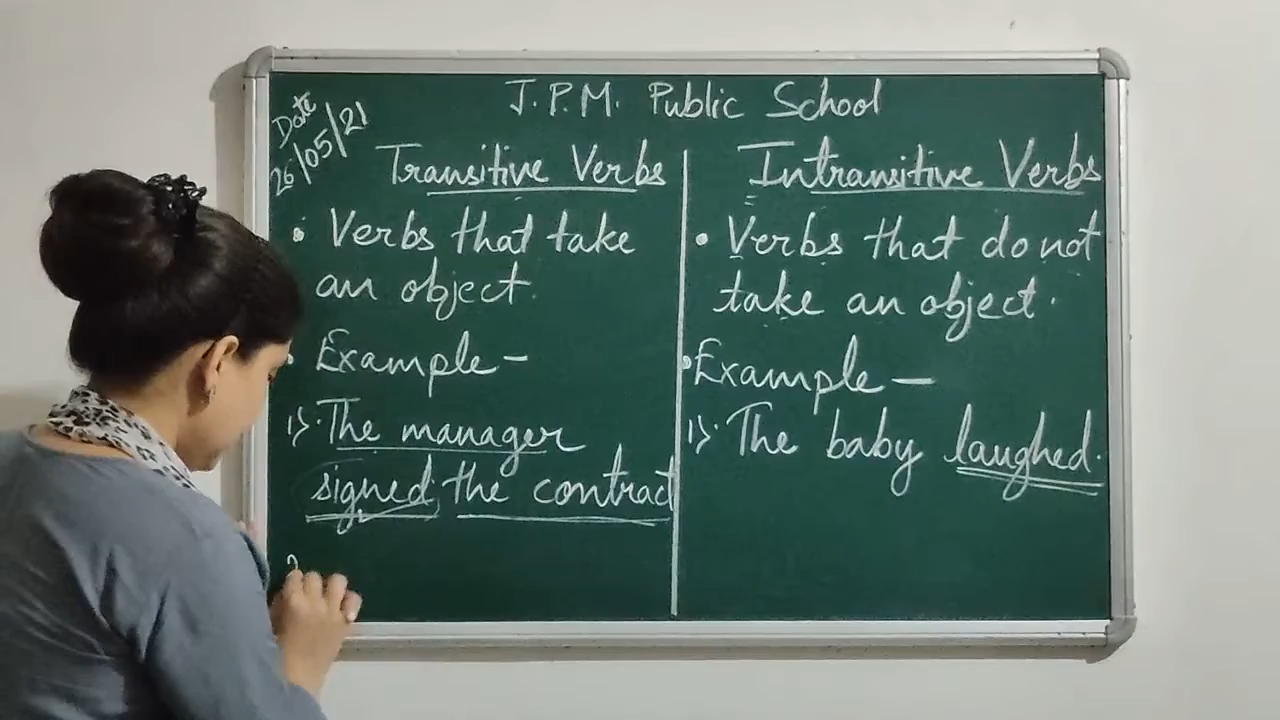 J.P.M. Public School
Date
26/05/21
Transitive Verbs
• Verbs that take
an object.
• Example -
1). The manager
signed the contract
2
Intransitive Verbs
• Verbs that do not
take an object.
• Example -
1). The baby laughed.